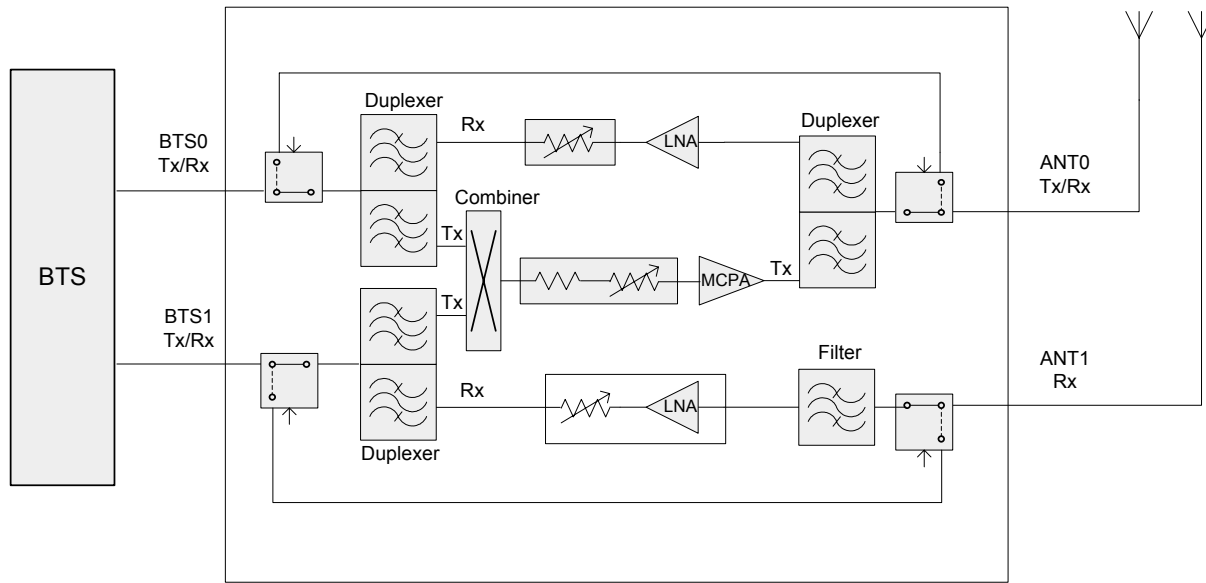 Duplexer
Rx
LNA
Duplexer
BTS0
Tx/Rx
ANT0
Tx/Rx
Combiner
Tx
BTS
MCPA
Tx
Tx
BTS1
Tx/Rx
Filter
ANT1
Rx
Rx
LNA
Duplexer